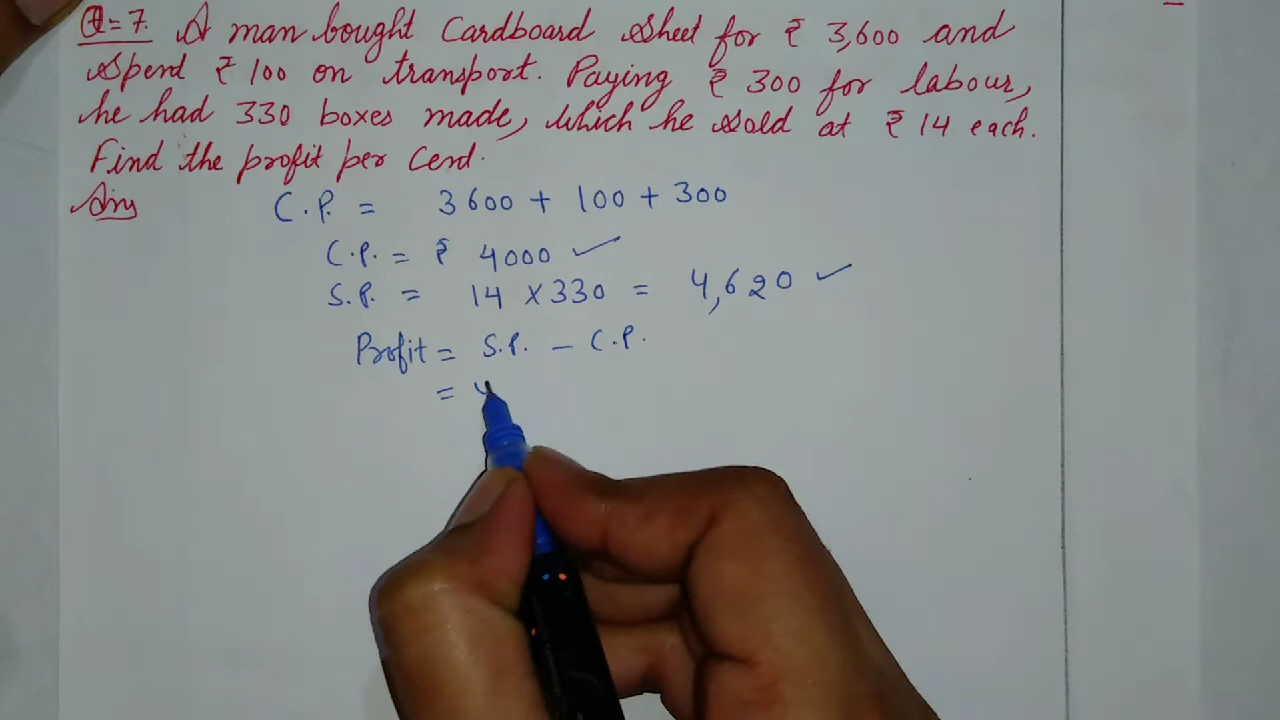 Q=7. A man bought Cardboard Sheet for ₹ 3,600 and
Spend ₹ 100 on transport. Paying ₹ 300 for labour,
he had 330 boxes made, which he sold at ₹ 14 each.
Find the profit per Cend.
Ans C.P. = 3600 + 100 + 300
C.P. = ₹ 4000 ✓
S.P. = 14 × 330 = 4,620 ✓
Profit = S.P. – C.P.
=